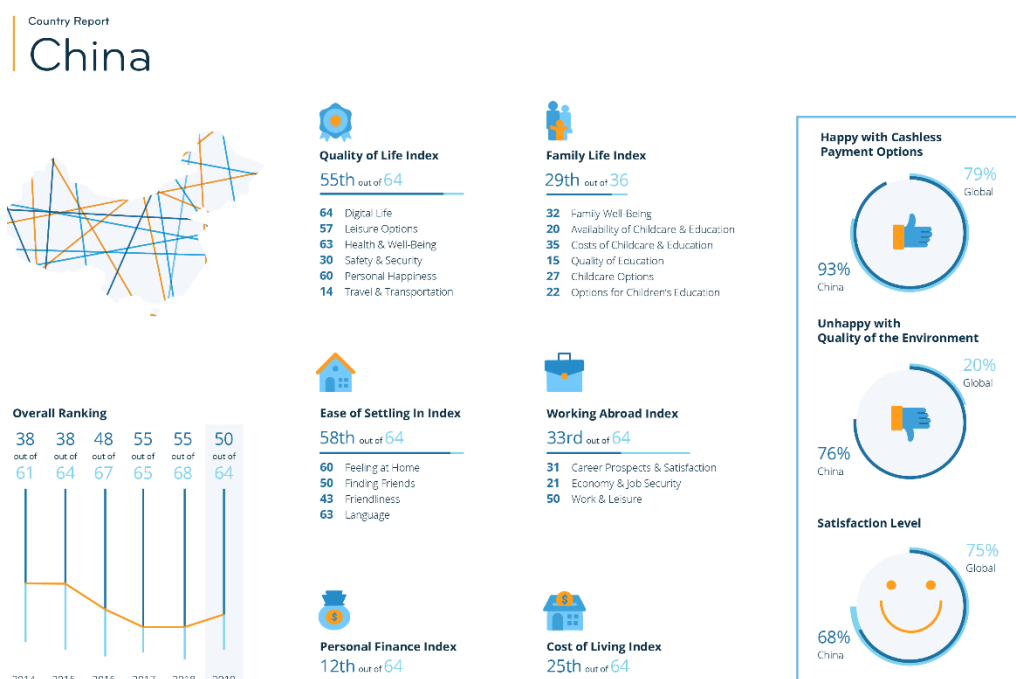 Country Report
China
Quality of Life Index
55th out of 64
64 Digital Life
57 Leisure Options
63 Health & Well-Being
30 Safety & Security
60 Personal Happiness
14 Travel & Transportation
Family Life Index
29th out of 36
32 Family Well-Being
20 Availability of Childcare & Education
35 Costs of Childcare & Education
15 Quality of Education
27 Childcare Options
22 Options for Children's Education
Ease of Settling In Index
58th out of 64
60 Feeling at Home
50 Finding Friends
43 Friendliness
63 Language
Working Abroad Index
33rd out of 64
31 Career Prospects & Satisfaction
21 Economy & Job Security
50 Work & Leisure
Personal Finance Index
12th out of 64
Cost of Living Index
25th out of 64
Overall Ranking
38 38 48 55 55 50
out of out of out of out of out of out of
61 64 67 65 68 64
2014 2015 2016 2017 2018 2019
Happy with Cashless
Payment Options
79%
Global
93%
China
Unhappy with
Quality of the Environment
20%
Global
76%
China
Satisfaction Level
75%
Global
68%
China